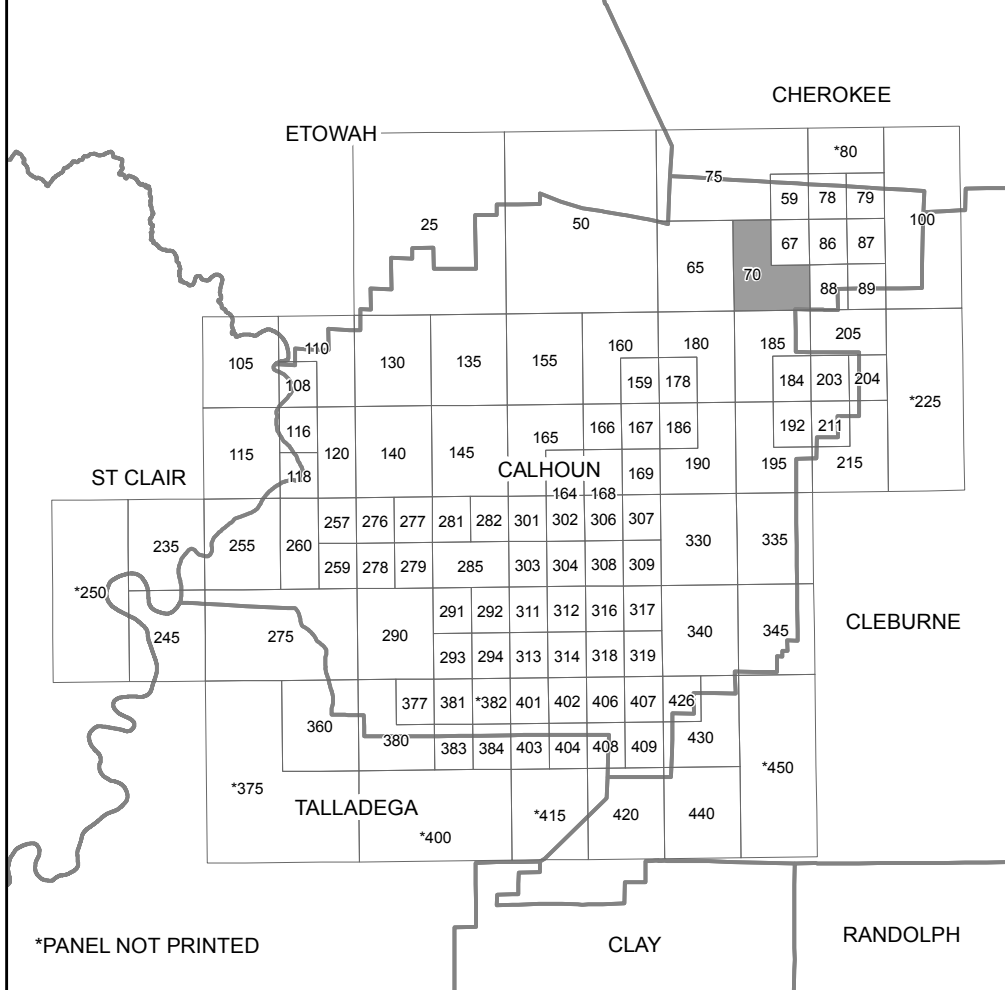 CHEROKEE
ETOWAH
*80
75
59 78 79
25 50 100
67 86 87
65 70
88 89
110 160 180 185 205
105 130 135 155
108 159 178 184 203 204
*225
116 166 167 186 192 211
115 120 140 145 165
CALHOUN 169 190 195 215
ST CLAIR 118
164 168
257 276 277 281 282 301 302 306 307
235 255 260 330 335
259 278 279 285 303 304 308 309
*250
291 292 311 312 316 317
245 275 290 340 345 CLEBURNE
293 294 313 314 318 319
377 381 *382 401 402 406 407 426
360
380 383 384 403 404 408 409 430
*450
*375
TALLADEGA *415 420 440
*400
*PANEL NOT PRINTED CLAY RANDOLPH